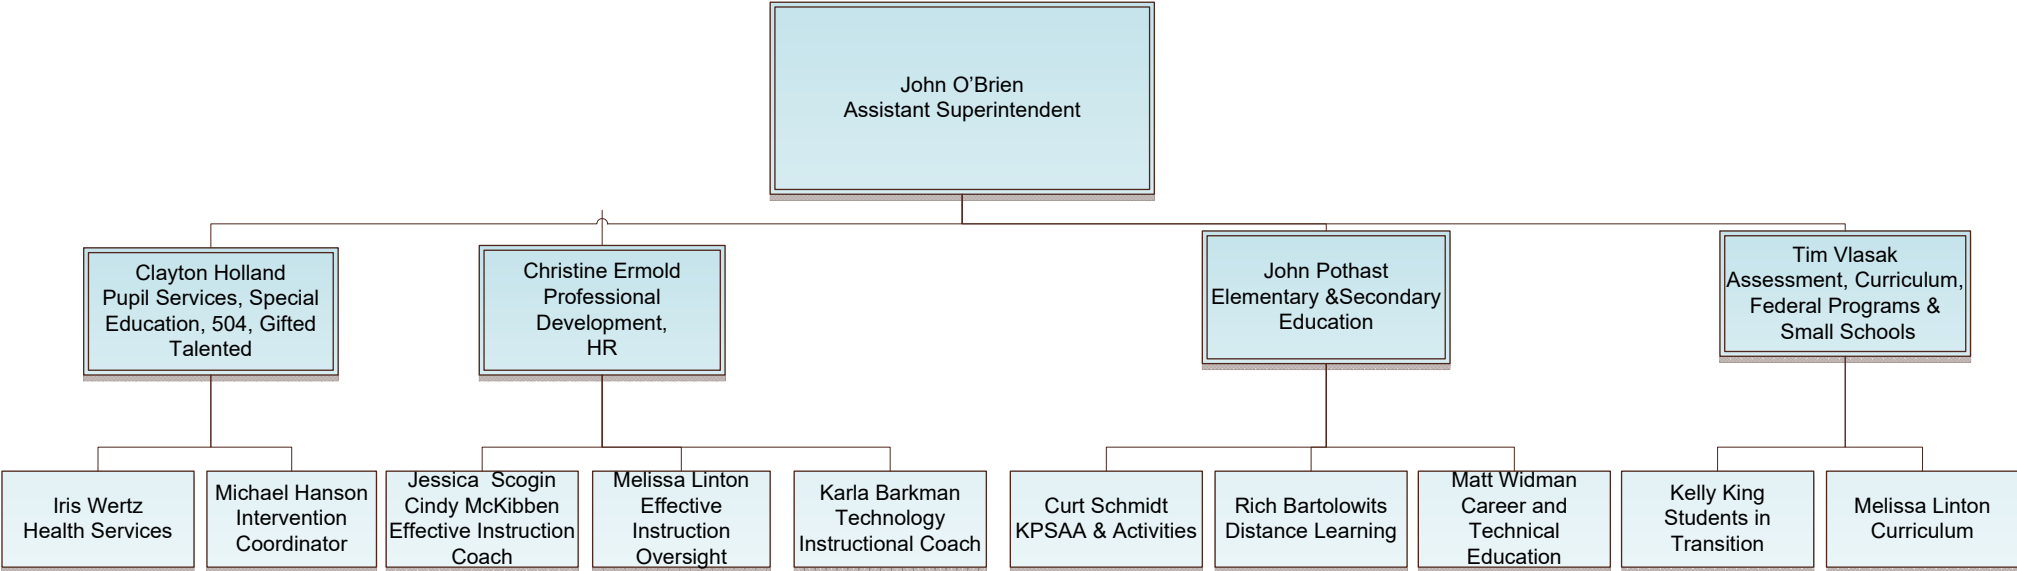 John O’Brien
Assistant Superintendent
Clayton Holland
Pupil Services, Special
Education, 504, Gifted
Talented
Christine Ermold
Professional
Development,
HR
John Pothast
Elementary &Secondary
Education
Tim Vlasak
Assessment, Curriculum,
Federal Programs &
Small Schools
Iris Wertz
Health Services
Michael Hanson
Intervention
Coordinator
Jessica  Scogin
Cindy McKibben
Effective Instruction
Coach
Melissa Linton
Effective
Instruction
Oversight
Karla Barkman
Technology
Instructional Coach
Curt Schmidt
KPSAA & Activities
Rich Bartolowits
Distance Learning
Matt Widman
Career and
Technical
Education
Kelly King
Students in
Transition
Melissa Linton
Curriculum